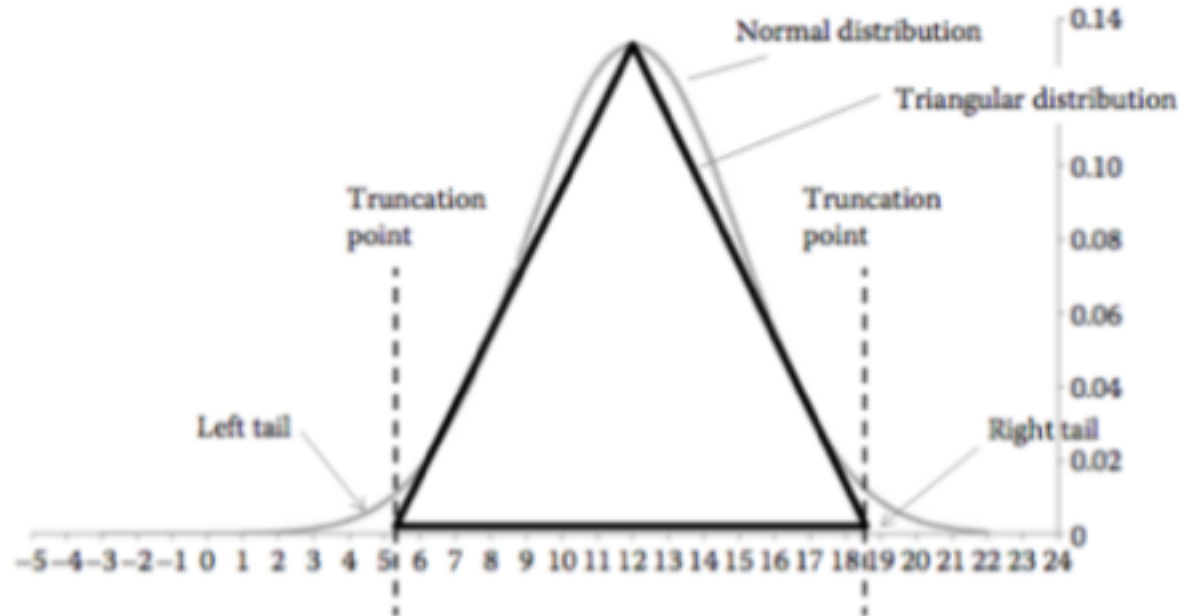 Normal distribution
0.14
Triangular distribution
0.10
Truncation
point
Truncation
point
0.08
0.06
0.04
Left tail
Right tail
0.02
0
−5 −4 −3 −2 −1 0 1 2 3 4 5 6 7 8 9 10 11 12 13 14 15 16 17 18 19 20 21 22 23 24